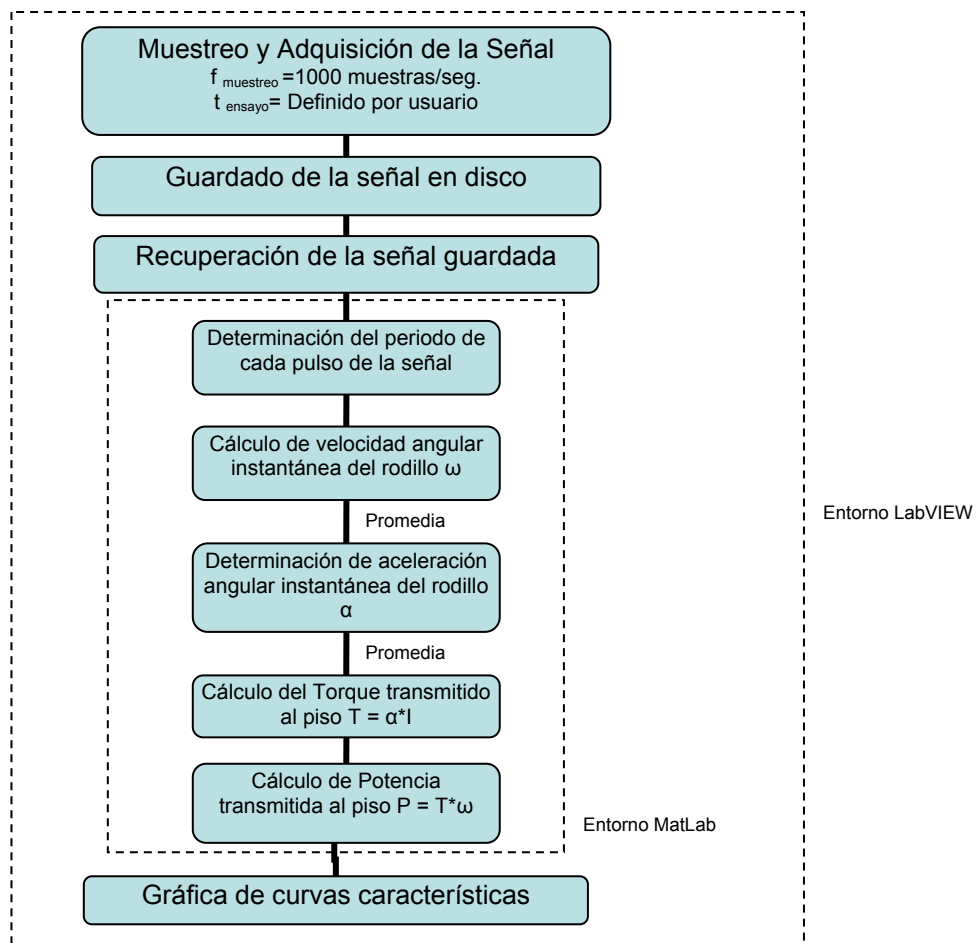 Muestreo y Adquisición de la Señal
f muestreo =1000 muestras/seg.
t ensayo= Definido por usuario
Guardado de la señal en disco
Recuperación de la señal guardada
Determinación del periodo de
cada pulso de la señal
Cálculo de velocidad angular
instantánea del rodillo ω
Promedia
Entorno LabVIEW
Determinación de aceleración
angular instantánea del rodillo
α
Promedia
Cálculo del Torque transmitido
al piso T = α*I
Cálculo de Potencia
transmitida al piso P = T*ω
Entorno MatLab
Gráfica de curvas características